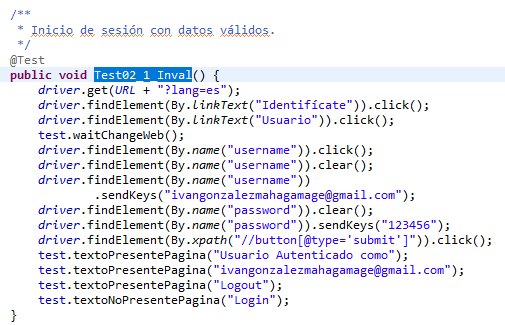 /**
 * Inicio de sesión con datos válidos.
 */
@Test
public void Test02_1_Inval() {
    driver.get(URL + "?lang=es");
    driver.findElement(By.linkText("Identifícate")).click();
    driver.findElement(By.linkText("Usuario")).click();
    test.waitChangeWeb();
    driver.findElement(By.name("username")).click();
    driver.findElement(By.name("username")).clear();
    driver.findElement(By.name("username"))
            .sendKeys("ivangonzalezmahagamage@gmail.com");
    driver.findElement(By.name("password")).clear();
    driver.findElement(By.name("password")).sendKeys("123456");
    driver.findElement(By.xpath("//button[@type='submit']")).click();
    test.textoPresentePagina("Usuario Autenticado como");
    test.textoPresentePagina("ivangonzalezmahagamage@gmail.com");
    test.textoPresentePagina("Logout");
    test.textoNoPresentePagina("Login");
}